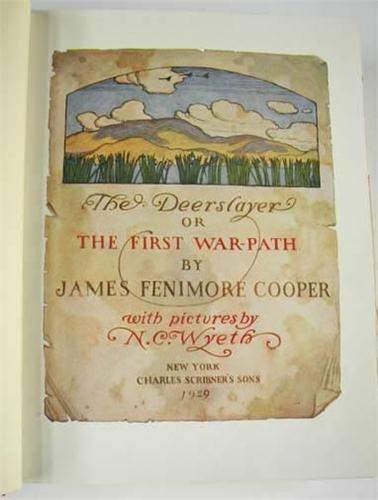 The Deerslayer
OR
THE FIRST WAR-PATH
BY
JAMES FENIMORE COOPER
with pictures by
N.C. Wyeth
NEW YORK
CHARLES SCRIBNER'S SONS
1929